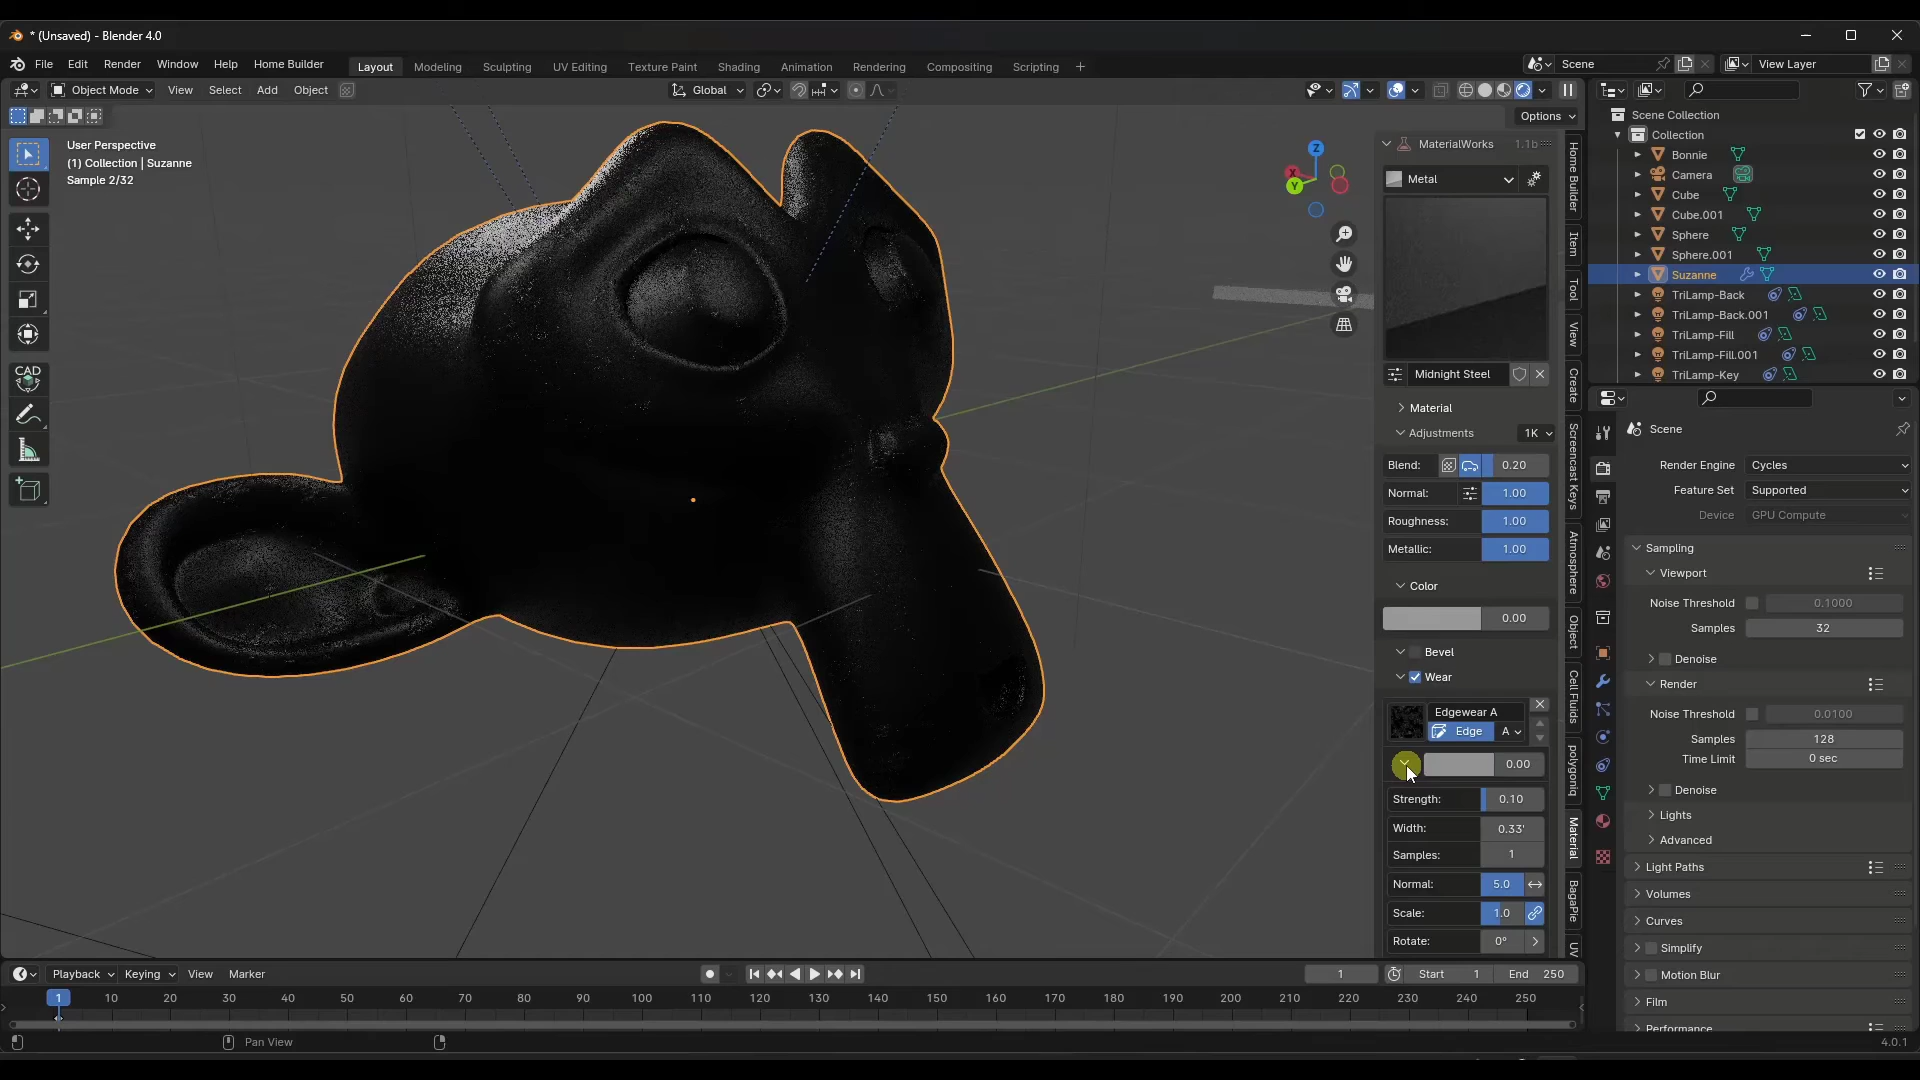 * (Unsaved) - Blender 4.0
File Edit Render Window Help Home Builder
Layout Modeling Sculpting UV Editing Texture Paint Shading Animation Rendering Compositing Scripting +
Scene
View Layer
Object Mode View Select Add Object
Global
Options
User Perspective
(1) Collection | Suzanne
Sample 2/32
CAD
Z
X
Y
MaterialWorks 1.1b
Metal
Midnight Steel
Material
Adjustments 1K
Blend: 0.20
Normal: 1.00
Roughness: 1.00
Metallic: 1.00
Color
0.00
Bevel
Wear
Edgewear A
Edge A
0.00
Strength: 0.10
Width: 0.33'
Samples: 1
Normal: 5.0
Scale: 1.0
Rotate: 0°
Home Builder
Item
Tool
View
Create
Screencast Keys
Atmosphere
Object
Cell Fluids
polygoniq
Material
BagaPie
UV
Scene Collection
Collection
Bonnie
Camera
Cube
Cube.001
Sphere
Sphere.001
Suzanne
TriLamp-Back
TriLamp-Back.001
TriLamp-Fill
TriLamp-Fill.001
TriLamp-Key
Scene
Render Engine Cycles
Feature Set Supported
Device GPU Compute
Sampling
Viewport
Noise Threshold 0.1000
Samples 32
Denoise
Render
Noise Threshold 0.0100
Samples 128
Time Limit 0 sec
Denoise
Lights
Advanced
Light Paths
Volumes
Curves
Simplify
Motion Blur
Film
Performance
Playback Keying View Marker
1 Start 1 End 250
1 10 20 30 40 50 60 70 80 90 100 110 120 130 140 150 160 170 180 190 200 210 220 230 240 250
Pan View
4.0.1